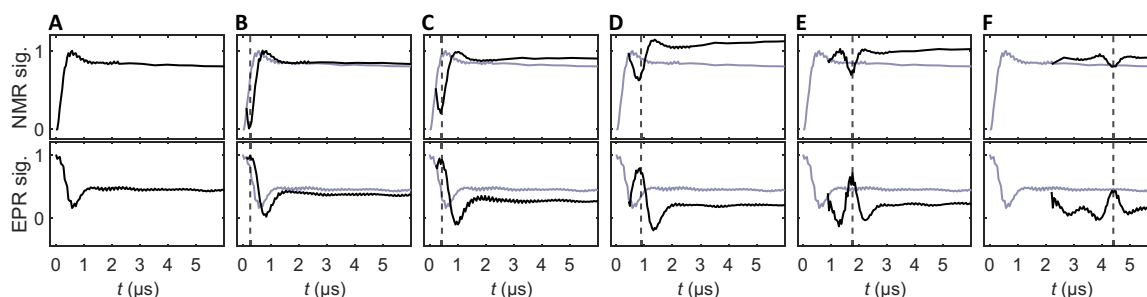 A B C D E F
NMR sig.
1
0
EPR sig.
1
0
0 1 2 3 4 5 0 1 2 3 4 5 0 1 2 3 4 5 0 1 2 3 4 5 0 1 2 3 4 5 0 1 2 3 4 5
t (μs) t (μs) t (μs) t (μs) t (μs) t (μs)